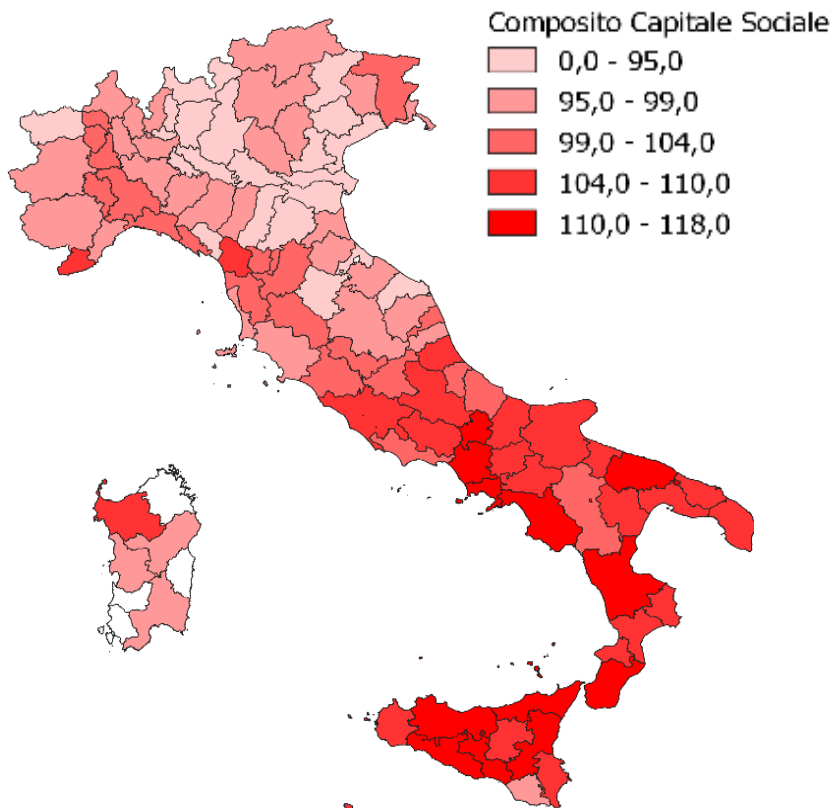 Composito Capitale Sociale
0,0 - 95,0
95,0 - 99,0
99,0 - 104,0
104,0 - 110,0
110,0 - 118,0